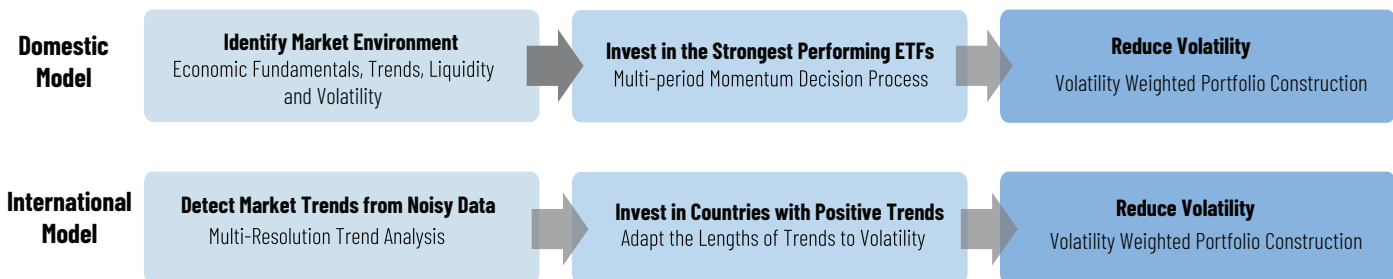 Domestic
Model
Identify Market Environment
Economic Fundamentals, Trends, Liquidity
and Volatility
Invest in the Strongest Performing ETFs
Multi-period Momentum Decision Process
Reduce Volatility
Volatility Weighted Portfolio Construction
International
Model
Detect Market Trends from Noisy Data
Multi-Resolution Trend Analysis
Invest in Countries with Positive Trends
Adapt the Lengths of Trends to Volatility
Reduce Volatility
Volatility Weighted Portfolio Construction